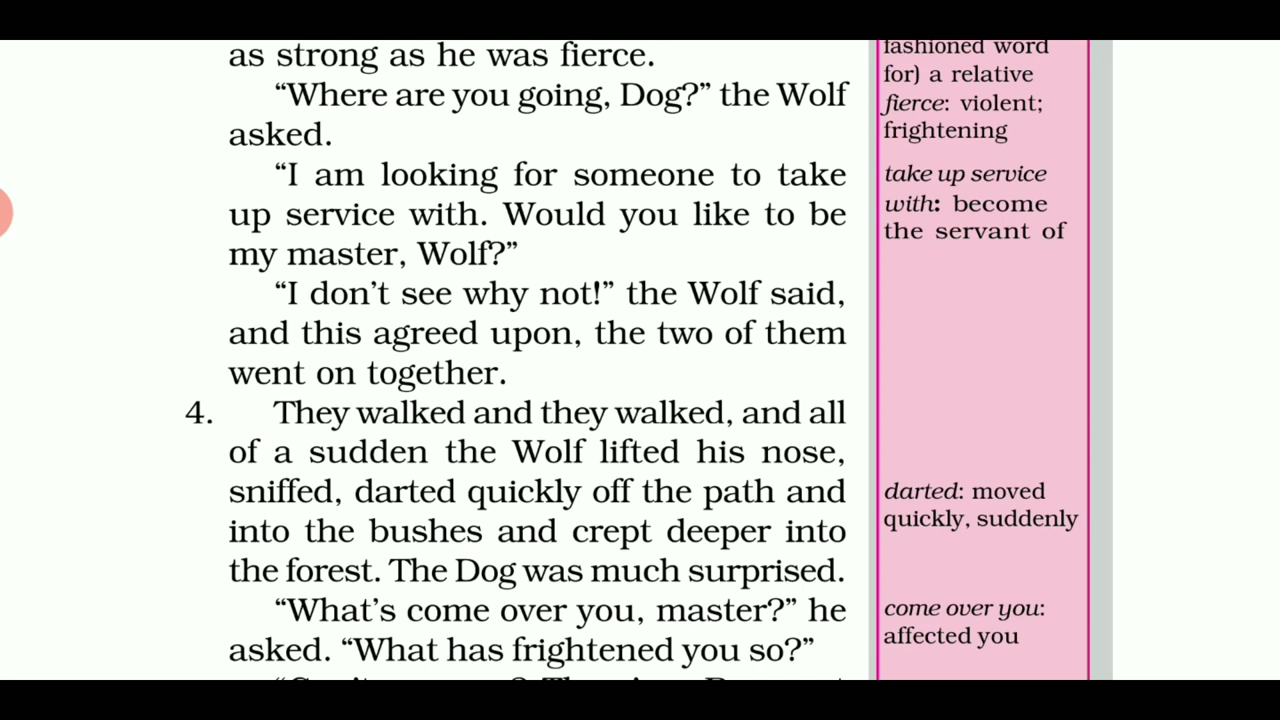 as strong as he was fierce.
“Where are you going, Dog?” the Wolf
asked.
“I am looking for someone to take
up service with. Would you like to be
my master, Wolf?”
“I don’t see why not!” the Wolf said,
and this agreed upon, the two of them
went on together.
4. They walked and they walked, and all
of a sudden the Wolf lifted his nose,
sniffed, darted quickly off the path and
into the bushes and crept deeper into
the forest. The Dog was much surprised.
“What’s come over you, master?” he
asked. “What has frightened you so?”
fashioned word
for) a relative
fierce: violent;
frightening
take up service
with: become
the servant of
darted: moved
quickly, suddenly
come over you:
affected you